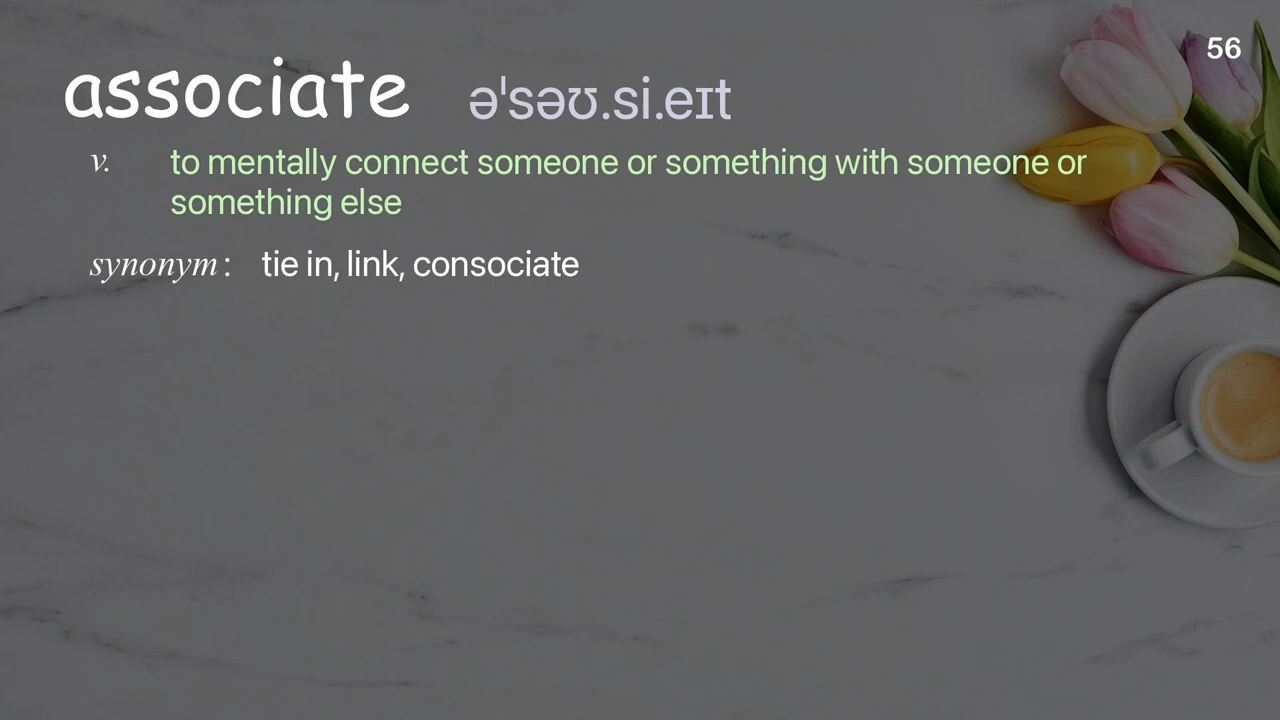 56
associate əˈsəʊ.si.eɪt
v. to mentally connect someone or something with someone or
something else
synonym : tie in, link, consociate